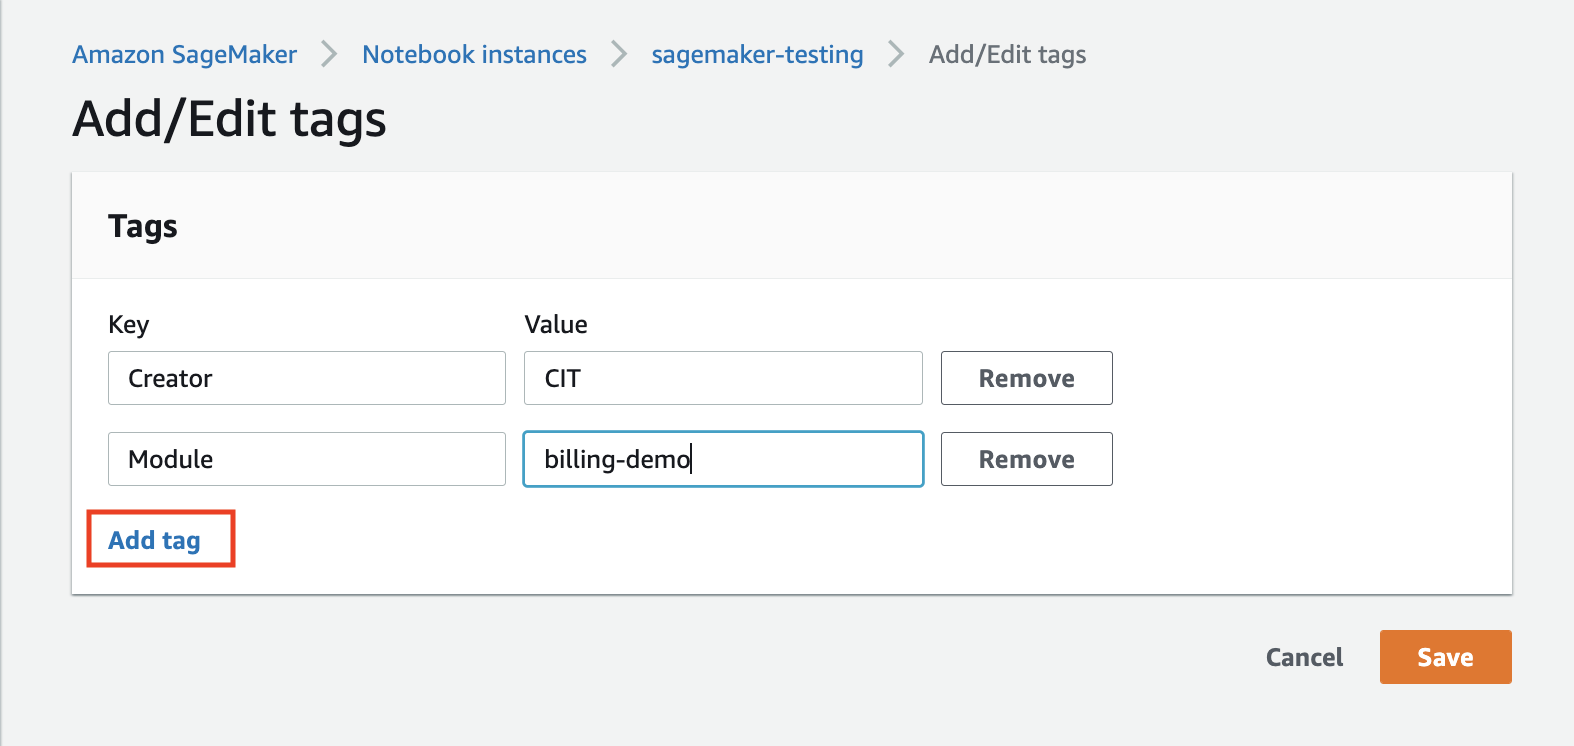 Amazon SageMaker > Notebook instances > sagemaker-testing > Add/Edit tags
Add/Edit tags
Tags
Key Value
Creator CIT Remove
Module billing-demo Remove
Add tag
Cancel Save